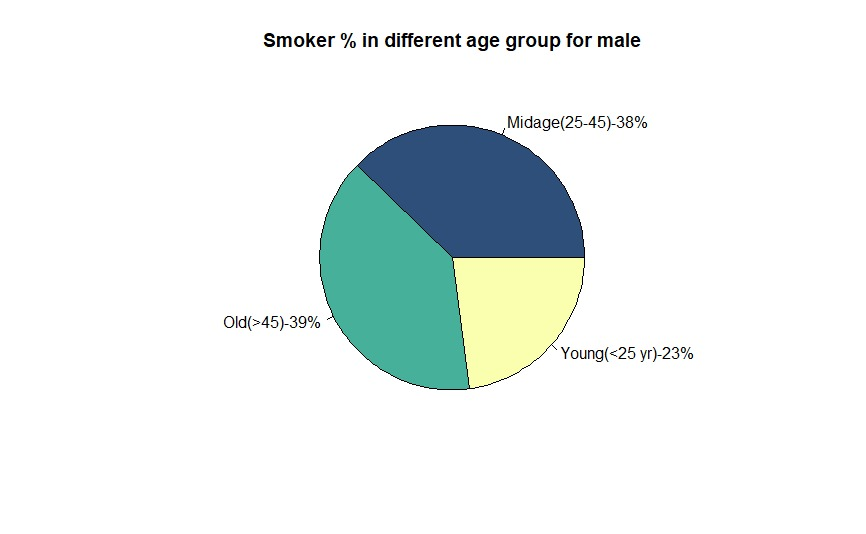 Smoker % in different age group for male
Midage(25-45)-38%
Old(>45)-39%
Young(<25 yr)-23%